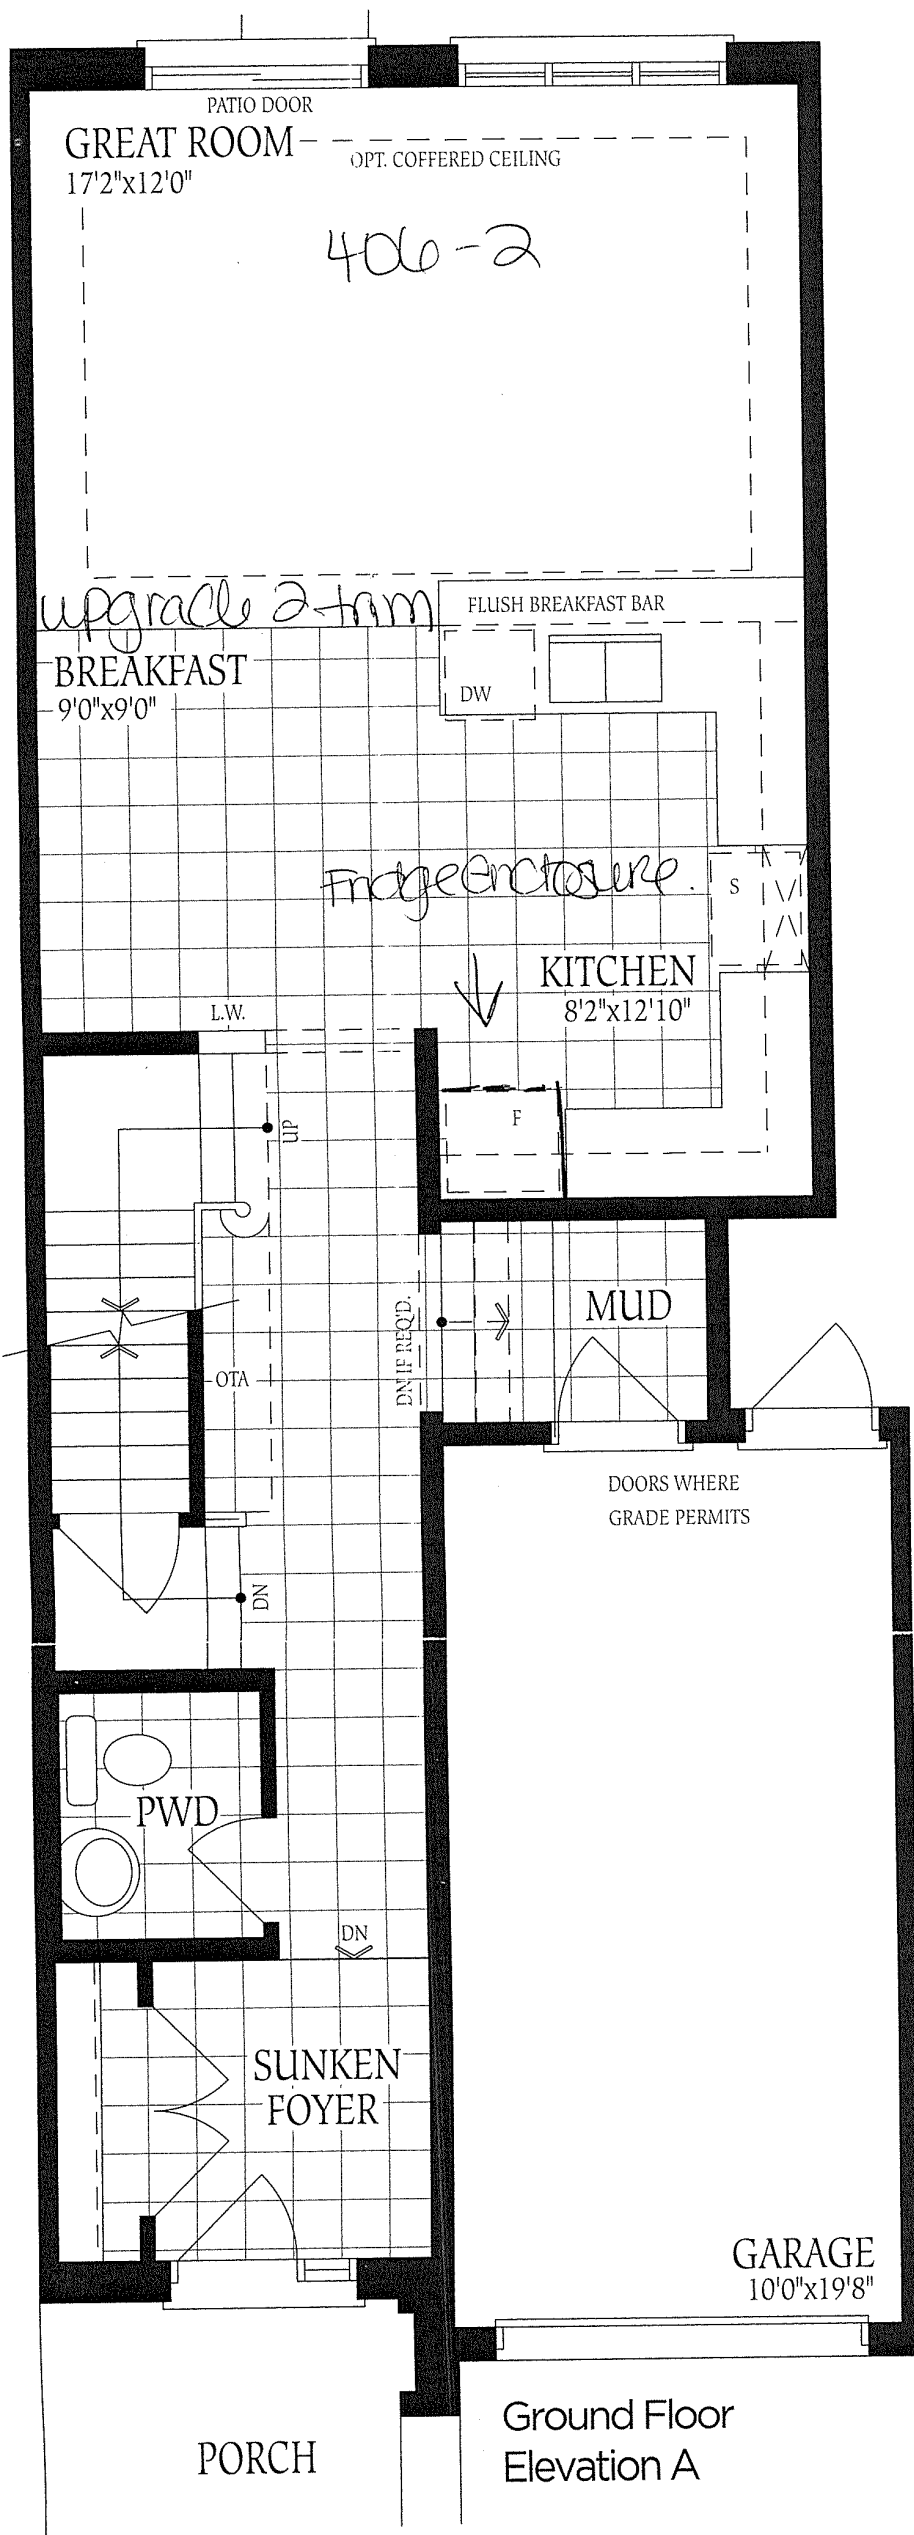 PATIO DOOR
GREAT ROOM
17'2"x12'0"
OPT. COFFERED CEILING
406-2
upgrade 2 trim
FLUSH BREAKFAST BAR
BREAKFAST
9'0"x9'0"
DW
Fridge Enclosure.
S
KITCHEN
8'2"x12'10"
L.W.
UP
F
MUD
DN IF REQ'D.
OTA
DOORS WHERE
GRADE PERMITS
DN
PWD
DN
SUNKEN
FOYER
GARAGE
10'0"x19'8"
PORCH
Ground Floor
Elevation A